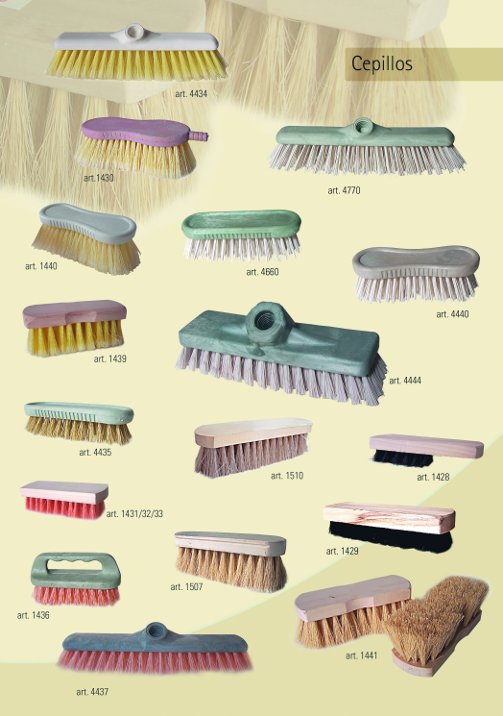 Cepillos
art. 4434
art.1430
art. 4770
art. 1440
art. 4660
art. 4440
art. 1439
art. 4444
art. 4435
art. 1510
art. 1428
art. 1431/32/33
art. 1429
art. 1507
art. 1436
art. 1441
art. 4437